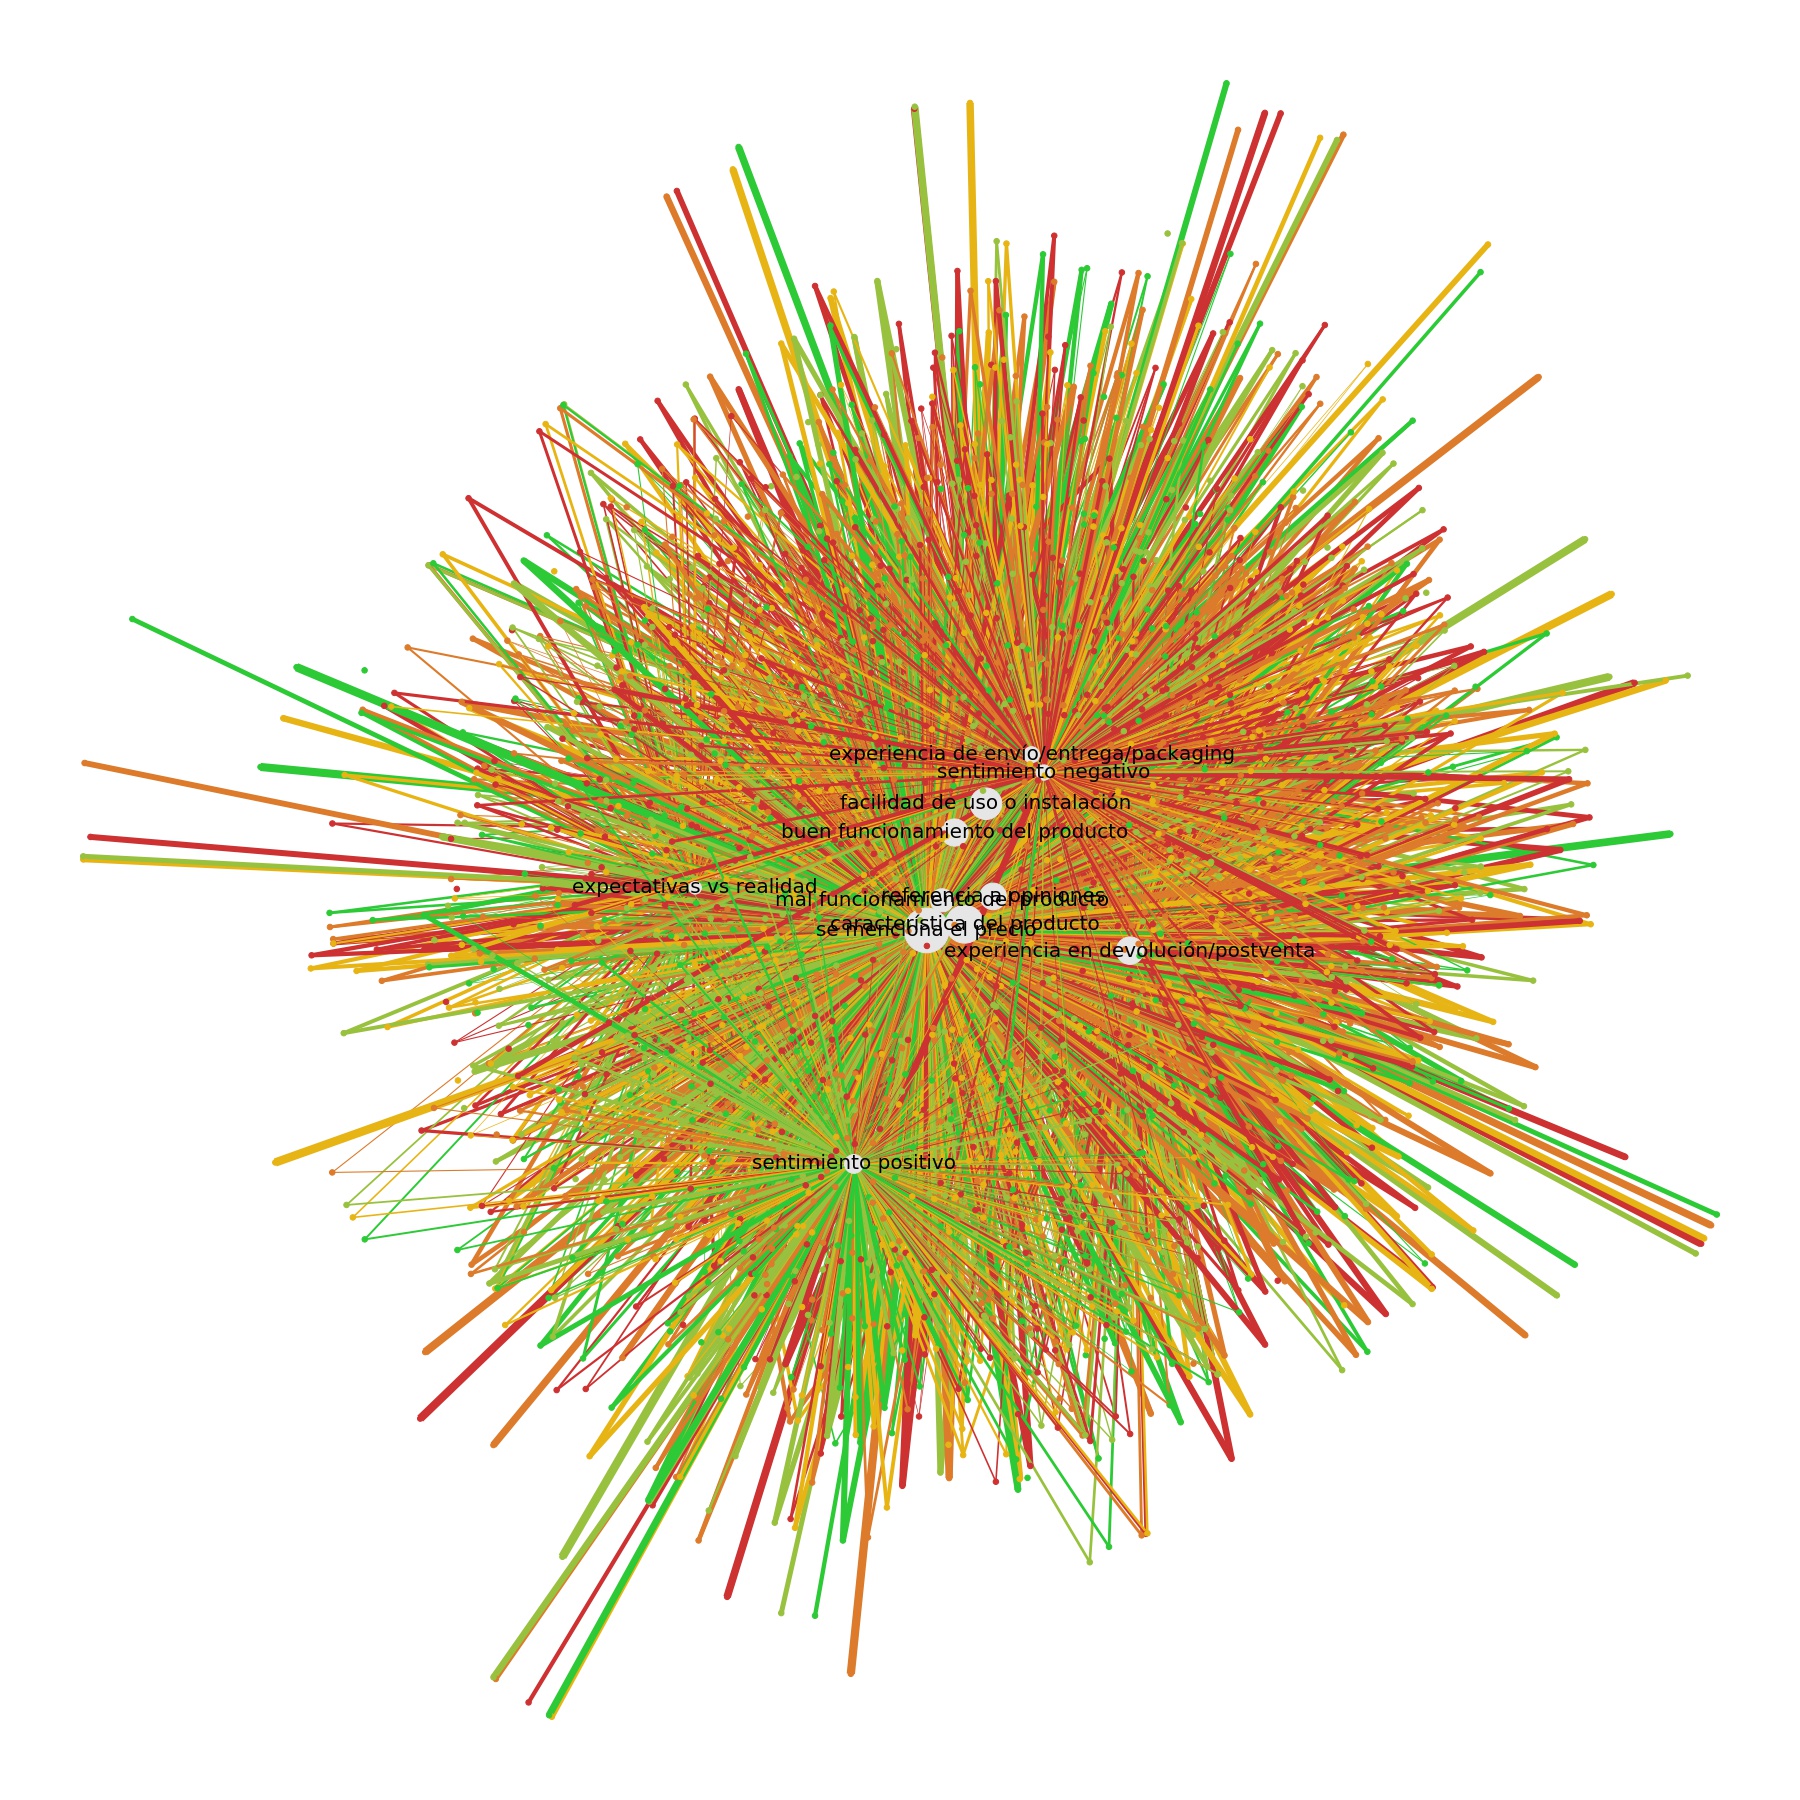 experiencia de envío/entrega/packaging
sentimiento negativo
facilidad de uso o instalación
buen funcionamiento del producto
expectativas vs realidad
referencia a opiniones
mal funcionamiento del producto
característica del producto
se menciona el precio
experiencia en devolución/postventa
sentimiento positivo